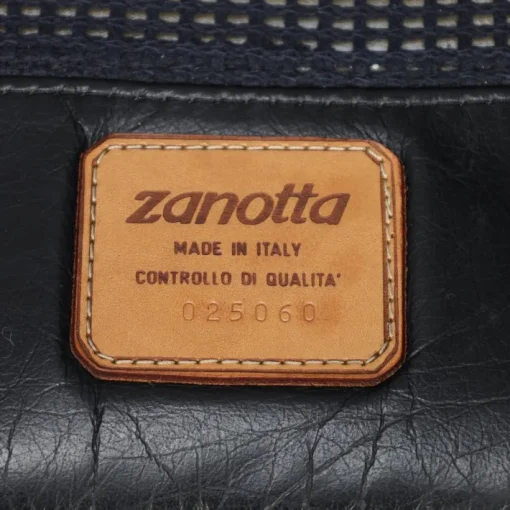 zanotta
MADE IN ITALY
CONTROLLO DI QUALITA'
025060